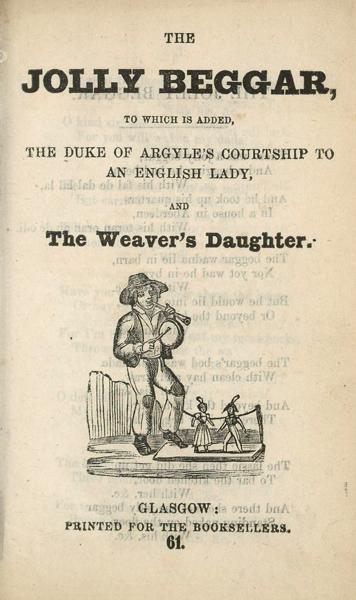 THE
JOLLY BEGGAR,
TO WHICH IS ADDED,
THE DUKE OF ARGYLE'S COURTSHIP TO
AN ENGLISH LADY,
AND
The Weaver's Daughter.
GLASGOW:
PRINTED FOR THE BOOKSELLERS.
61.